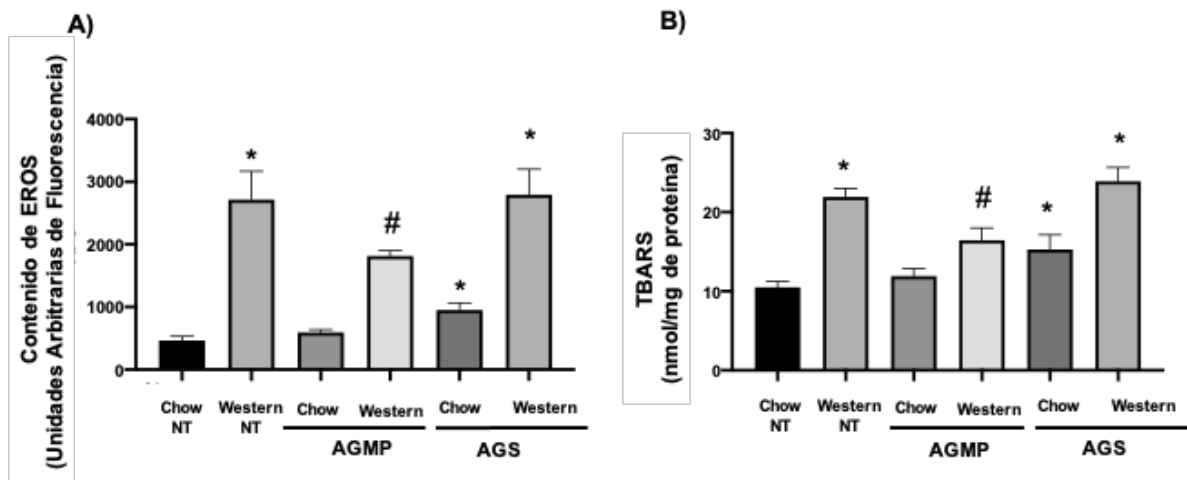 A)
Contenido de EROS
(Unidades Arbitrarias de Fluorescencia)
4000
3000
2000
1000
0
*
*
#
*
*
Chow
NT
Western
NT
Chow
Western
Chow
Western
AGMP
AGS
B)
TBARS
(nmol/mg de proteína)
30
20
10
0
*
#
*
*
Chow
NT
Western
NT
Chow
Western
Chow
Western
AGMP
AGS